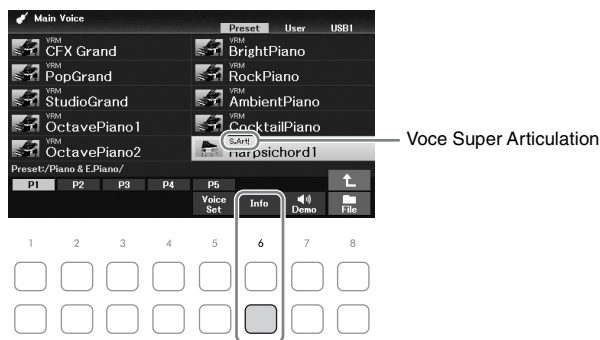 Main Voice
Preset User USB1
VRM CFX Grand
VRM BrightPiano
VRM PopGrand
VRM RockPiano
VRM StudioGrand
VRM AmbientPiano
VRM OctavePiano1
VRM CocktailPiano
VRM OctavePiano2
S.Art! Harpsichord1
Voce Super Articulation
Preset:/Piano & E.Piano/
P1 P2 P3 P4 P5
Voice Set
Info
Demo
File
1 2 3 4 5 6 7 8